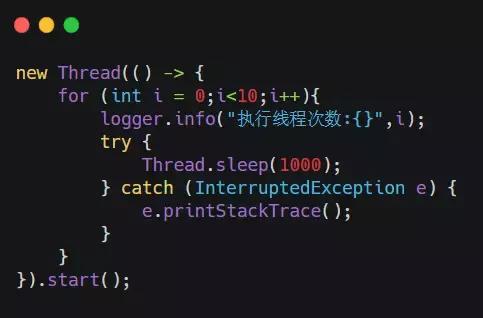 new Thread(() -> {
    for (int i = 0;i<10;i++){
        logger.info("执行线程次数:{}",i);
        try {
            Thread.sleep(1000);
        } catch (InterruptedException e) {
            e.printStackTrace();
        }
    }
}).start();